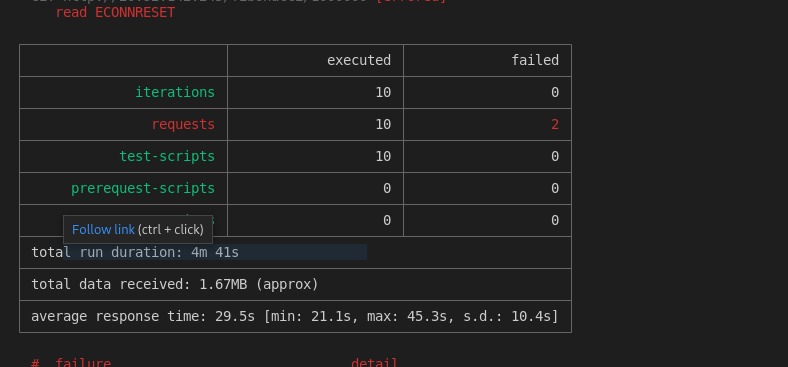 read ECONNRESET
executed failed
iterations 10 0
requests 10 2
test-scripts 10 0
prerequest-scripts 0 0
0 0
Follow link (ctrl + click)
total run duration: 4m 41s
total data received: 1.67MB (approx)
average response time: 29.5s [min: 21.1s, max: 45.3s, s.d.: 10.4s]
# failure detail